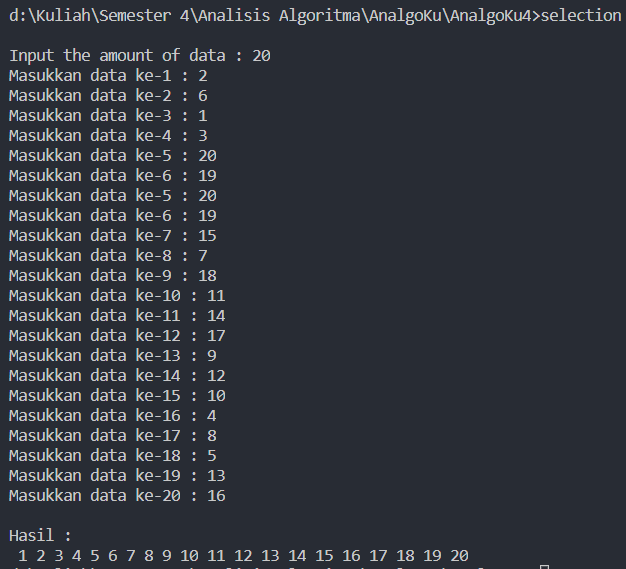 d:\Kuliah\Semester 4\Analisis Algoritma\AnalgoKu\AnalgoKu4>selection
Input the amount of data : 20
Masukkan data ke-1 : 2
Masukkan data ke-2 : 6
Masukkan data ke-3 : 1
Masukkan data ke-4 : 3
Masukkan data ke-5 : 20
Masukkan data ke-6 : 19
Masukkan data ke-5 : 20
Masukkan data ke-6 : 19
Masukkan data ke-7 : 15
Masukkan data ke-8 : 7
Masukkan data ke-9 : 18
Masukkan data ke-10 : 11
Masukkan data ke-11 : 14
Masukkan data ke-12 : 17
Masukkan data ke-13 : 9
Masukkan data ke-14 : 12
Masukkan data ke-15 : 10
Masukkan data ke-16 : 4
Masukkan data ke-17 : 8
Masukkan data ke-18 : 5
Masukkan data ke-19 : 13
Masukkan data ke-20 : 16
Hasil :
1 2 3 4 5 6 7 8 9 10 11 12 13 14 15 16 17 18 19 20